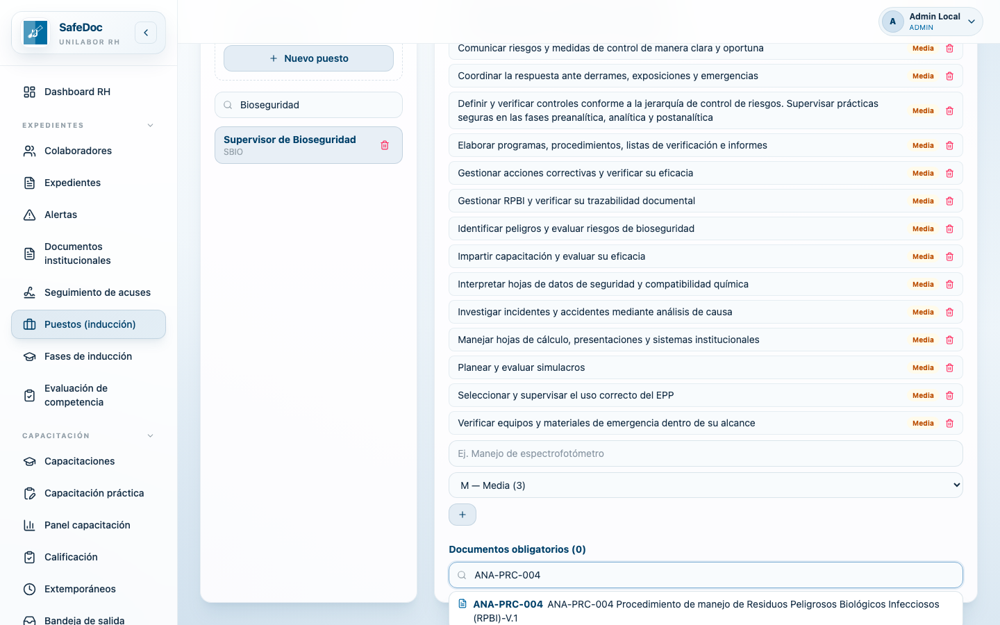 SafeDoc
UNILABOR RH
Dashboard RH
EXPEDIENTES
Colaboradores
Expedientes
Alertas
Documentos
institucionales
Seguimiento de acuses
Puestos (inducción)
Fases de inducción
Evaluación de
competencia
CAPACITACIÓN
Capacitaciones
Capacitación práctica
Panel capacitación
Calificación
Extemporáneos
Bandeja de salida
A
Admin Local
ADMIN
Nuevo puesto
Bioseguridad
Supervisor de Bioseguridad
SBIO
Comunicar riesgos y medidas de control de manera clara y oportuna Media
Coordinar la respuesta ante derrames, exposiciones y emergencias Media
Definir y verificar controles conforme a la jerarquía de control de riesgos. Supervisar prácticas
seguras en las fases preanalítica, analítica y postanalítica Media
Elaborar programas, procedimientos, listas de verificación e informes Media
Gestionar acciones correctivas y verificar su eficacia Media
Gestionar RPBI y verificar su trazabilidad documental Media
Identificar peligros y evaluar riesgos de bioseguridad Media
Impartir capacitación y evaluar su eficacia Media
Interpretar hojas de datos de seguridad y compatibilidad química Media
Investigar incidentes y accidentes mediante análisis de causa Media
Manejar hojas de cálculo, presentaciones y sistemas institucionales Media
Planear y evaluar simulacros Media
Seleccionar y supervisar el uso correcto del EPP Media
Verificar equipos y materiales de emergencia dentro de su alcance Media
Ej. Manejo de espectrofotómetro
M — Media (3)
Documentos obligatorios (0)
ANA-PRC-004
ANA-PRC-004 ANA-PRC-004 Procedimiento de manejo de Residuos Peligrosos Biológicos Infecciosos
(RPBI)-V.1